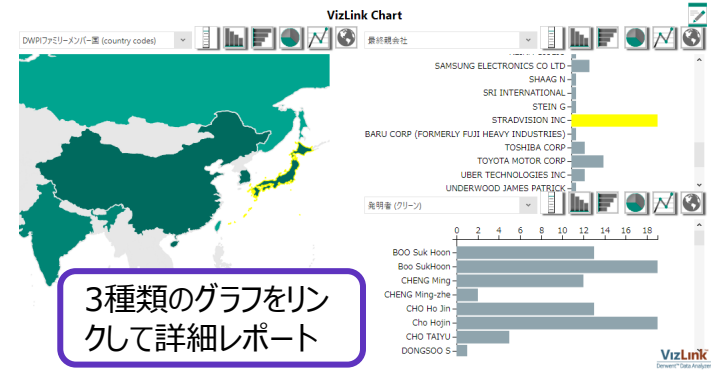 VizLink Chart
DWPIファミリーメンバー国 (country codes)
最終親会社
SAMSUNG ELECTRONICS CO LTD
SHAAG N
SRI INTERNATIONAL
STEIN G
STRADVISION INC
BARU CORP (FORMERLY FUJI HEAVY INDUSTRIES)
TOSHIBA CORP
TOYOTA MOTOR CORP
UBER TECHNOLOGIES INC
UNDERWOOD JAMES PATRICK
発明者 (クリーン)
0 2 4 6 8 10 12 14 16 18
BOO Suk Hoon
Boo SukHoon
CHENG Ming
CHENG Ming-zhe
CHO Ho Jin
Cho Hojin
CHO TAIYU
DONGSOO S
3種類のグラフをリン
クして詳細レポート
VizLink
Derwent Data Analyzer